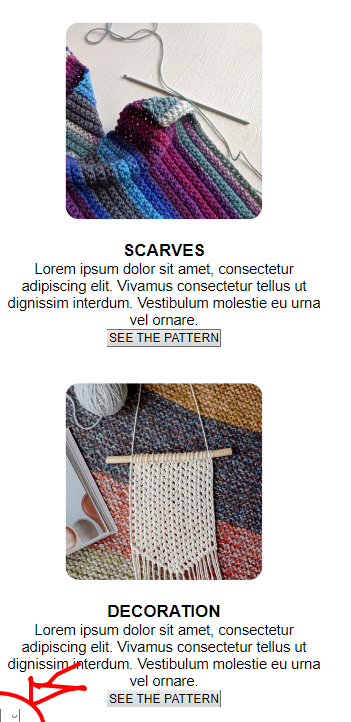 SCARVES
Lorem ipsum dolor sit amet, consectetur
adipiscing elit. Vivamus consectetur tellus ut
dignissim interdum. Vestibulum molestie eu urna
vel ornare.
SEE THE PATTERN
DECORATION
Lorem ipsum dolor sit amet, consectetur
adipiscing elit. Vivamus consectetur tellus ut
dignissim interdum. Vestibulum molestie eu urna
vel ornare.
SEE THE PATTERN